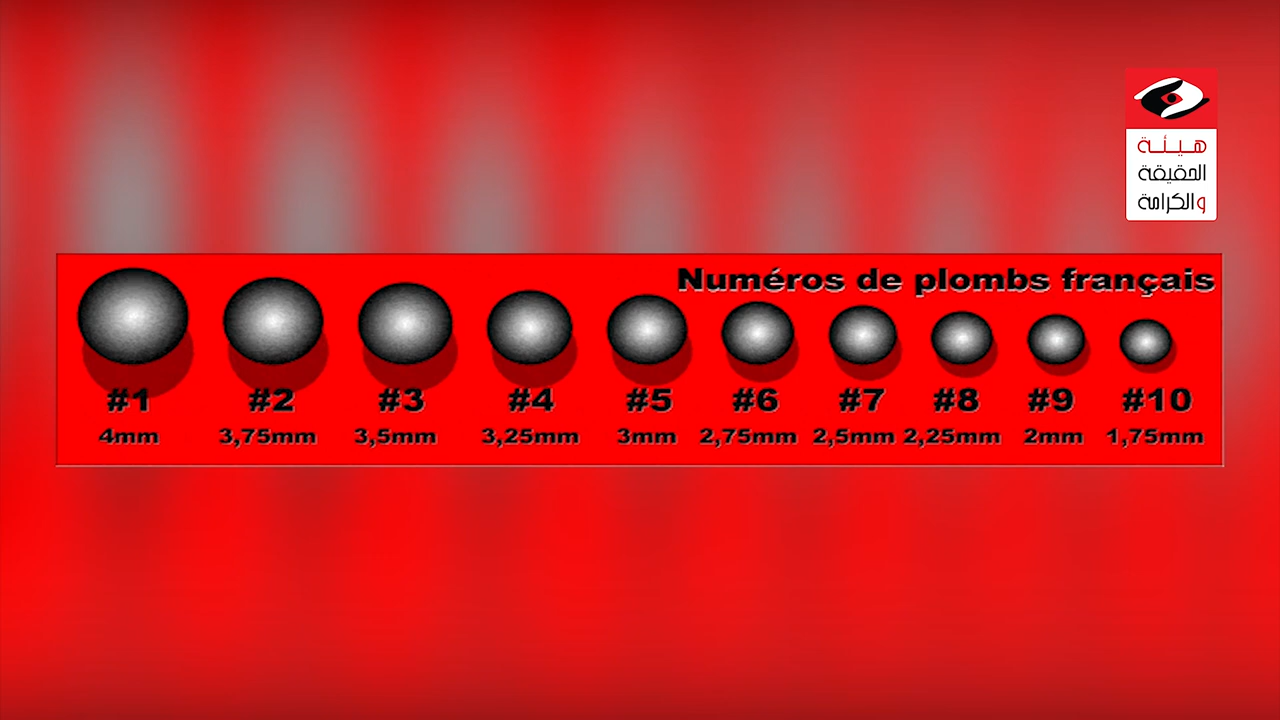 هيئة
الحقيقة
والكرامة
Numéros de plombs français
#1 #2 #3 #4 #5 #6 #7 #8 #9 #10
4mm 3,75mm 3,5mm 3,25mm 3mm 2,75mm 2,5mm 2,25mm 2mm 1,75mm